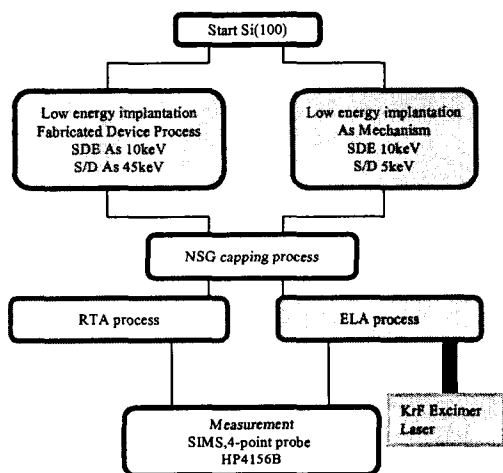 Start Si(100)
Low energy implantation
Fabricated Device Process
SDE As 10keV
S/D As 45keV
Low energy implantation
As Mechanism
SDE 10keV
S/D 5keV
NSG capping process
RTA process
ELA process
KrF Excimer
Laser
Measurement
SIMS,4-point probe
HP4156B